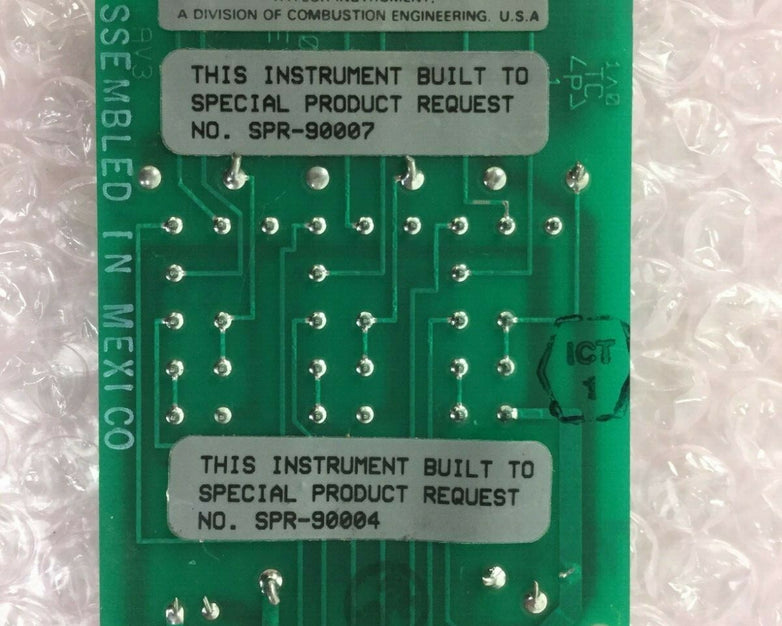 A DIVISION OF COMBUSTION ENGINEERING. U.S.A
THIS INSTRUMENT BUILT TO
SPECIAL PRODUCT REQUEST
NO. SPR-90007
SSEMBLED IN MEXICO
ICT
1
THIS INSTRUMENT BUILT TO
SPECIAL PRODUCT REQUEST
NO. SPR-90004